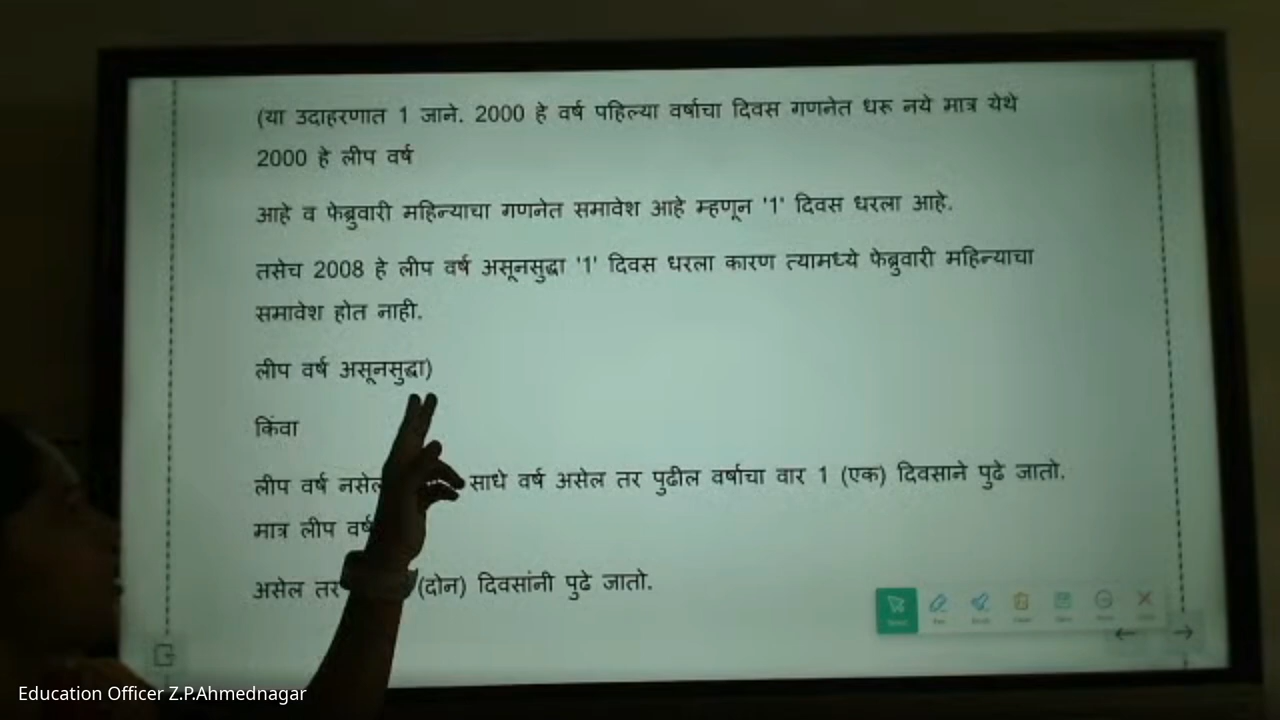 (या उदाहरणात 1 जाने. 2000 हे वर्ष पहिल्या वर्षाचा दिवस गणनेत धरू नये मात्र येथे
2000 हे लीप वर्ष
आहे व फेब्रुवारी महिन्याचा गणनेत समावेश आहे म्हणून '1' दिवस धरला आहे.
तसेच 2008 हे लीप वर्ष असूनसुद्धा '1' दिवस धरला कारण त्यामध्ये फेब्रुवारी महिन्याचा
समावेश होत नाही.
लीप वर्ष असूनसुद्धा)
किंवा
लीप वर्ष साधे वर्ष असेल तर पुढील वर्षाचा वार 1 (एक) दिवसाने पुढे जातो.
मात्र लीप वर्ष
असेल तर (दोन) दिवसांनी पुढे जातो.
Education Officer Z.P.Ahmednagar